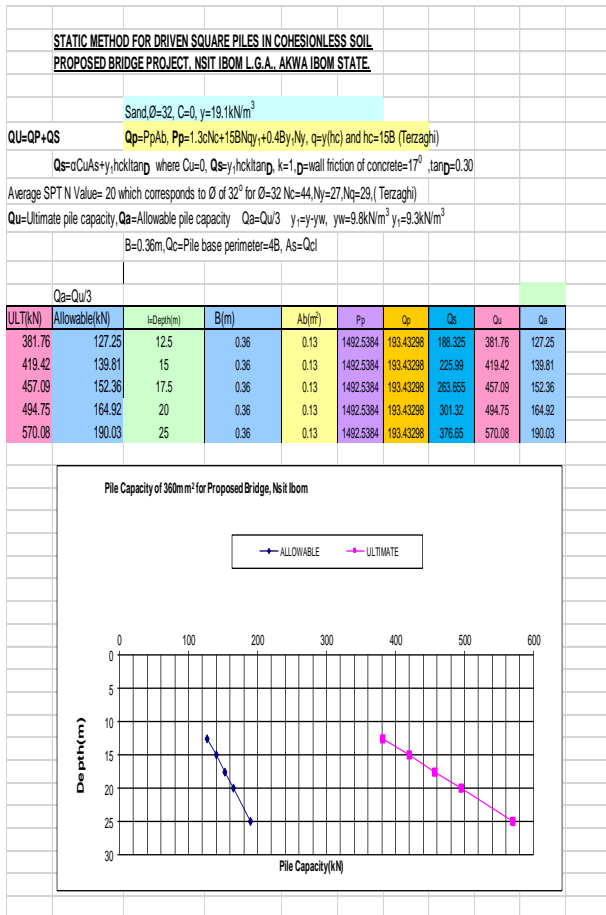 STATIC METHOD FOR DRIVEN SQUARE PILES IN COHESIONLESS SOIL
PROPOSED BRIDGE PROJECT, NSIT IBOM L.G.A., AKWA IBOM STATE.
Sand,Ø=32, C=0, y=19.1kN/m³
QU=QP+QS Qp=PpAb, Pp=1.3cNc+15BNqy₁+0.4By₁Ny, q=y(hc) and hc=15B (Terzaghi)
Qs=αCuAs+y₁hckltanD where Cu=0, Qs=y₁hckltanD, k=1,D=wall friction of concrete=17⁰ ,tanD=0.30
Average SPT N Value= 20 which corresponds to Ø of 32⁰ for Ø=32 Nc=44,Ny=27,Nq=29,( Terzaghi)
Qu=Ultimate pile capacity,Qa=Allowable pile capacity Qa=Qu/3 y₁=y-yw, yw=9.8kN/m³ y₁=9.3kN/m³
B=0.36m,Qc=Pile base perimeter=4B, As=Qcl
Qa=Qu/3
ULT(kN) Allowable(kN) l=Depth(m) B(m) Ab(m²) Pp Qp Qs Qu Qa
381.76 127.25 12.5 0.36 0.13 1492.5384 193.43298 188.325 381.76 127.25
419.42 139.81 15 0.36 0.13 1492.5384 193.43298 225.99 419.42 139.81
457.09 152.36 17.5 0.36 0.13 1492.5384 193.43298 263.655 457.09 152.36
494.75 164.92 20 0.36 0.13 1492.5384 193.43298 301.32 494.75 164.92
570.08 190.03 25 0.36 0.13 1492.5384 193.43298 376.65 570.08 190.03
Pile Capacity of 360mm² for Proposed Bridge, Nsit Ibom
ALLOWABLE ULTIMATE
0 100 200 300 400 500 600
0
5
10
15
20
25
30
Depth(m)
Pile Capacity(kN)